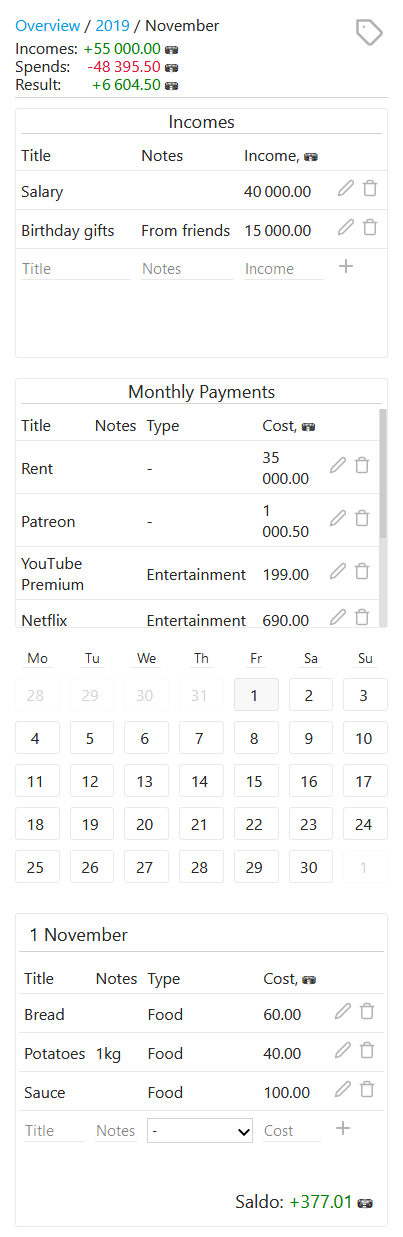 Overview / 2019 / November
Incomes: +55 000.00
Spends: -48 395.50
Result: +6 604.50
Incomes
Title Notes Income,
Salary 40 000.00
Birthday gifts From friends 15 000.00
Title Notes Income
Monthly Payments
Title Notes Type Cost,
Rent - 35
000.00
Patreon - 1
000.50
YouTube
Premium Entertainment 199.00
Netflix Entertainment 690.00
Mo Tu We Th Fr Sa Su
28 29 30 31 1 2 3
4 5 6 7 8 9 10
11 12 13 14 15 16 17
18 19 20 21 22 23 24
25 26 27 28 29 30 1
1 November
Title Notes Type Cost,
Bread Food 60.00
Potatoes 1kg Food 40.00
Sauce Food 100.00
Title Notes - Cost
Saldo: +377.01